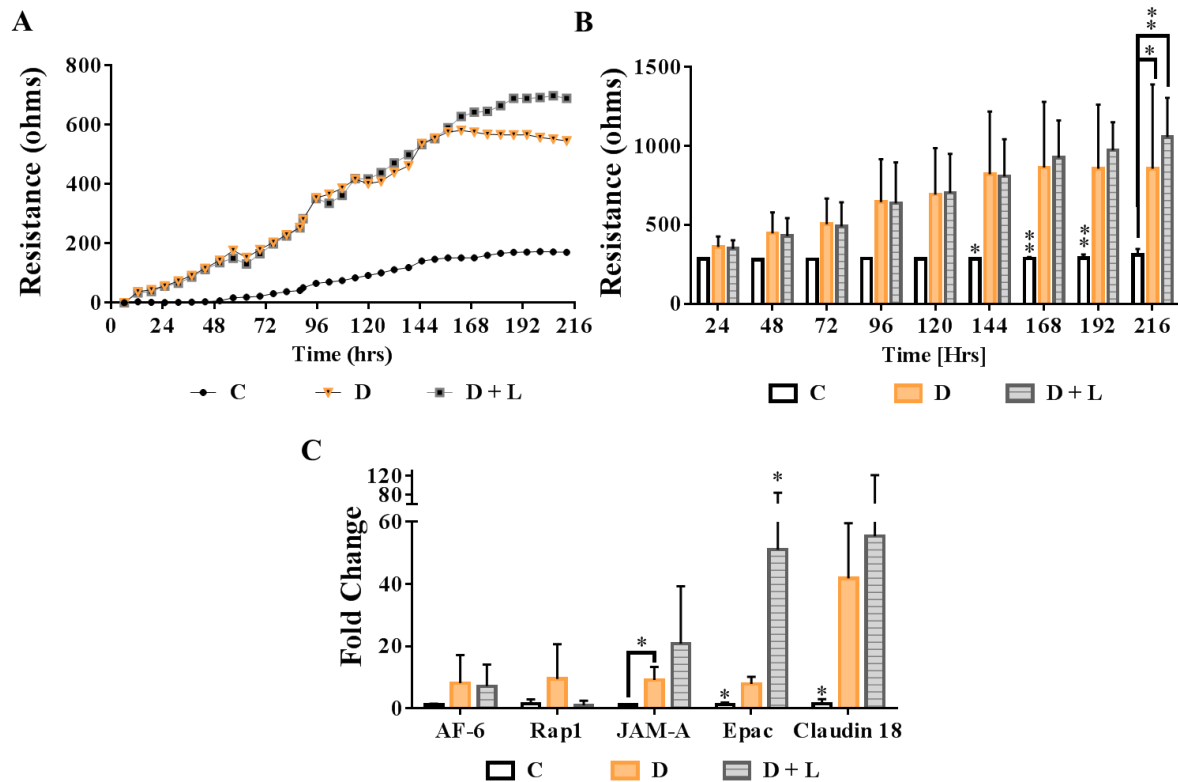 A
Resistance (ohms)
800
600
400
200
0
0 24 48 72 96 120 144 168 192 216
Time (hrs)
C D D + L
B
Resistance (ohms)
1500
1000
500
0
* *
*
*
* *
* *
24 48 72 96 120 144 168 192 216
Time [Hrs]
C D D + L
C
Fold Change
120
80
60
40
20
0
*
*
*
*
AF-6 Rap1 JAM-A Epac Claudin 18
C D D + L